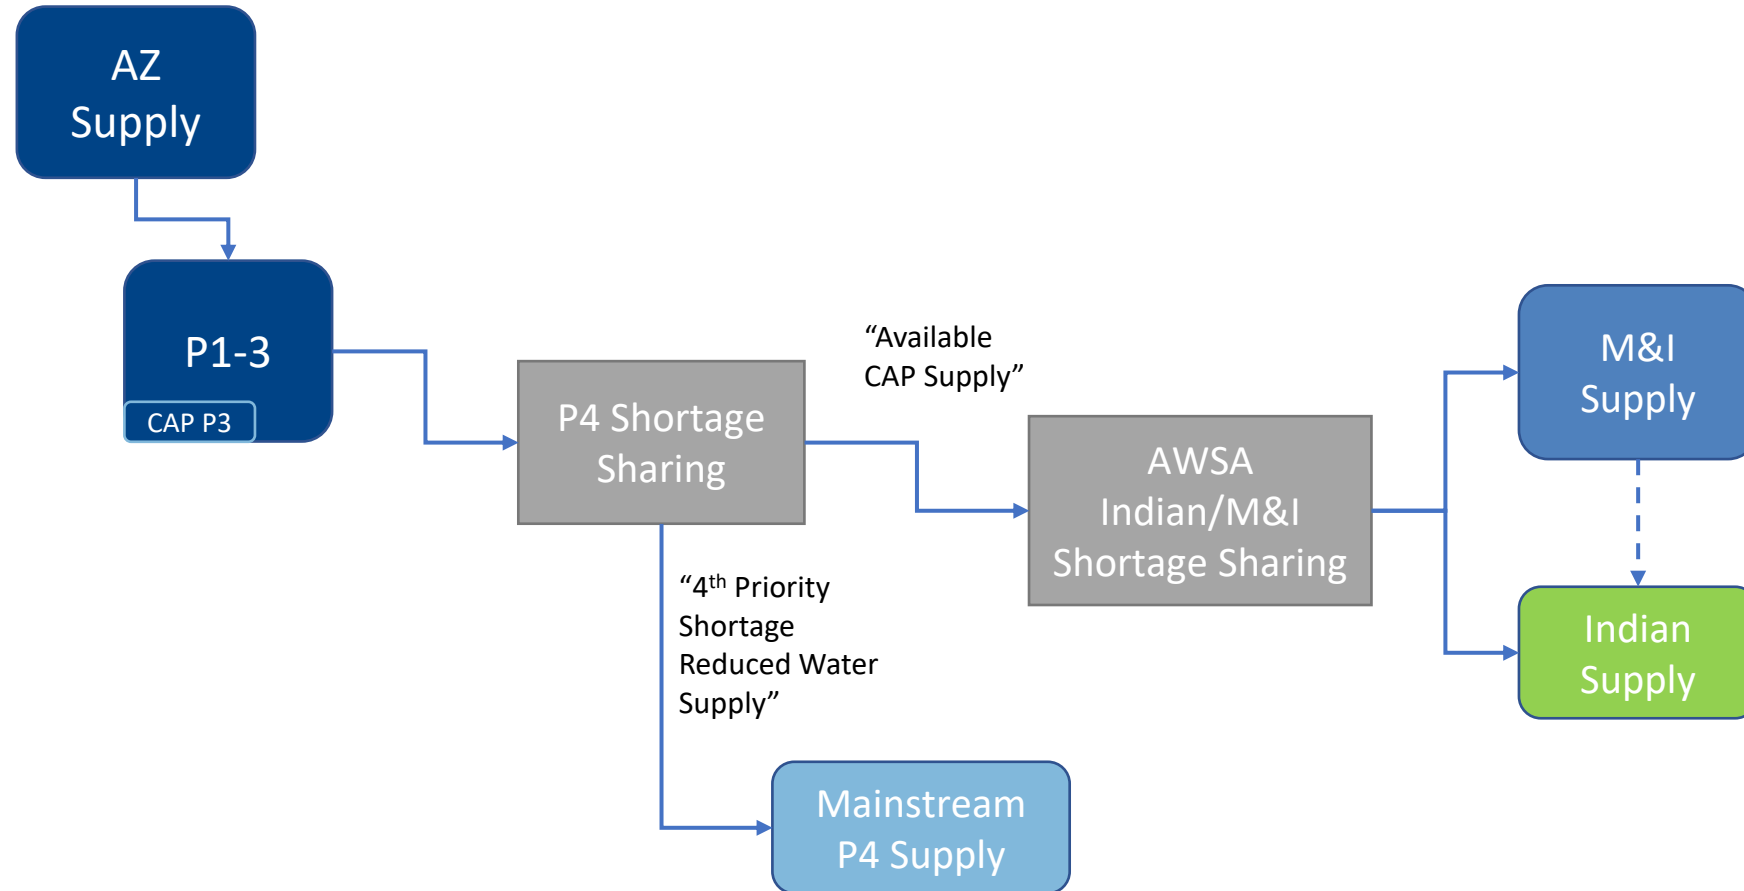 AZ
Supply
P1-3
CAP P3
P4 Shortage
Sharing
“Available
CAP Supply”
“4th Priority
Shortage
Reduced Water
Supply”
Mainstream
P4 Supply
AWSA
Indian/M&I
Shortage Sharing
M&I
Supply
Indian
Supply